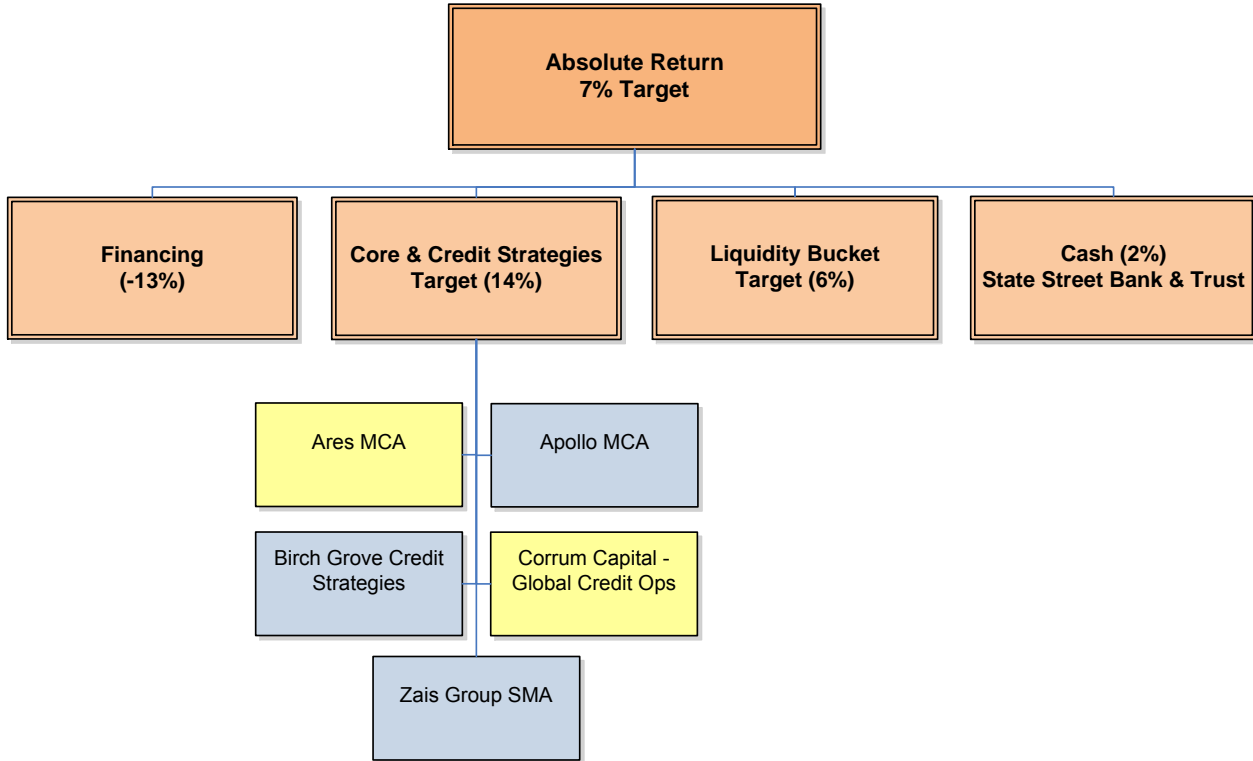 Absolute Return
7% Target
Financing
(-13%)
Core & Credit Strategies
Target (14%)
Liquidity Bucket
Target (6%)
Cash (2%)
State Street Bank & Trust
Ares MCA
Apollo MCA
Birch Grove Credit
Strategies
Corrum Capital -
Global Credit Ops
Zais Group SMA